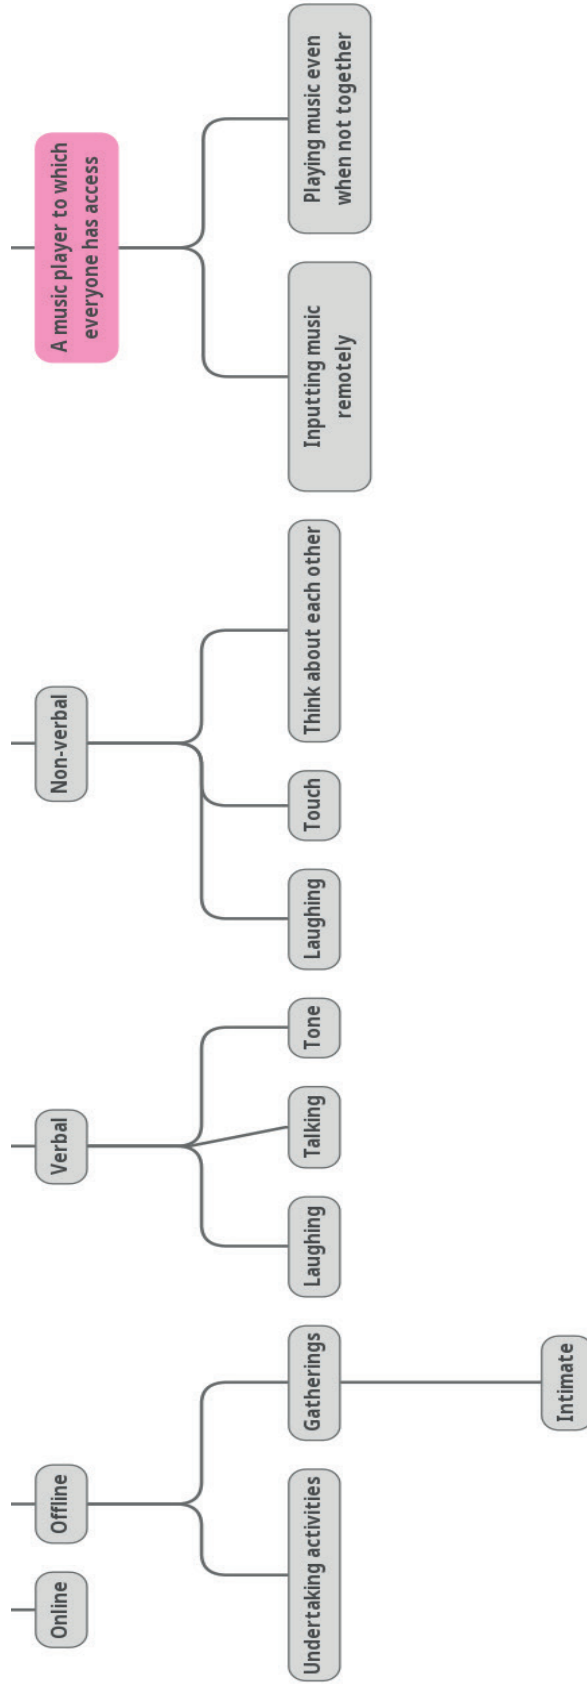 Online
Offline
Verbal
Non-verbal
A music player to which
everyone has access
Undertaking activities
Gatherings
Laughing
Talking
Tone
Laughing
Touch
Think about each other
Inputting music
remotely
Playing music even
when not together
Intimate